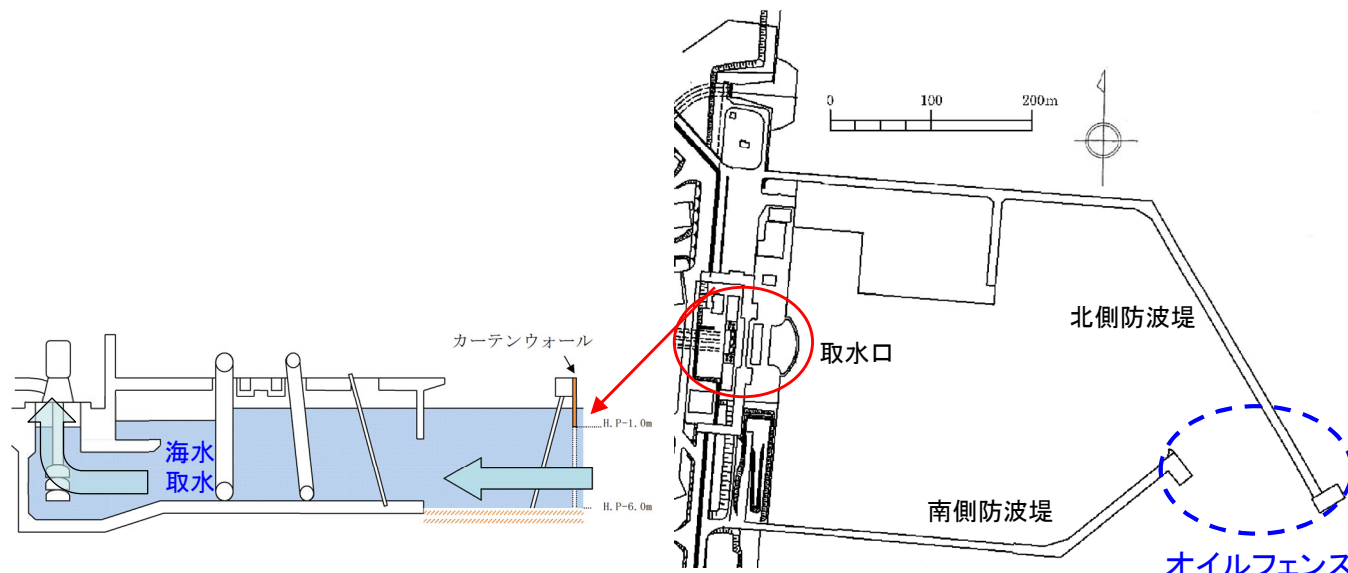 カーテンウォール
H.P-1.0m
海水
取水
H.P-6.0m
0 100 200m
北側防波堤
取水口
南側防波堤
オイルフェンス